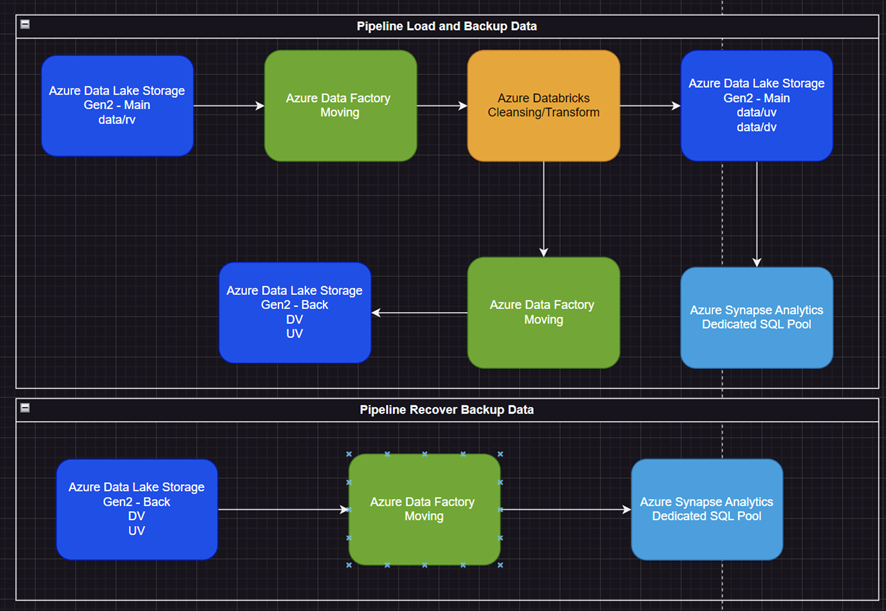 Pipeline Load and Backup Data
Azure Data Lake Storage
Gen2 - Main
data/rv
Azure Data Factory
Moving
Azure Databricks
Cleansing/Transform
Azure Data Lake Storage
Gen2 - Main
data/uv
data/dv
Azure Data Lake Storage
Gen2 - Back
DV
UV
Azure Data Factory
Moving
Azure Synapse Analytics
Dedicated SQL Pool
Pipeline Recover Backup Data
Azure Data Lake Storage
Gen2 - Back
DV
UV
Azure Data Factory
Moving
Azure Synapse Analytics
Dedicated SQL Pool